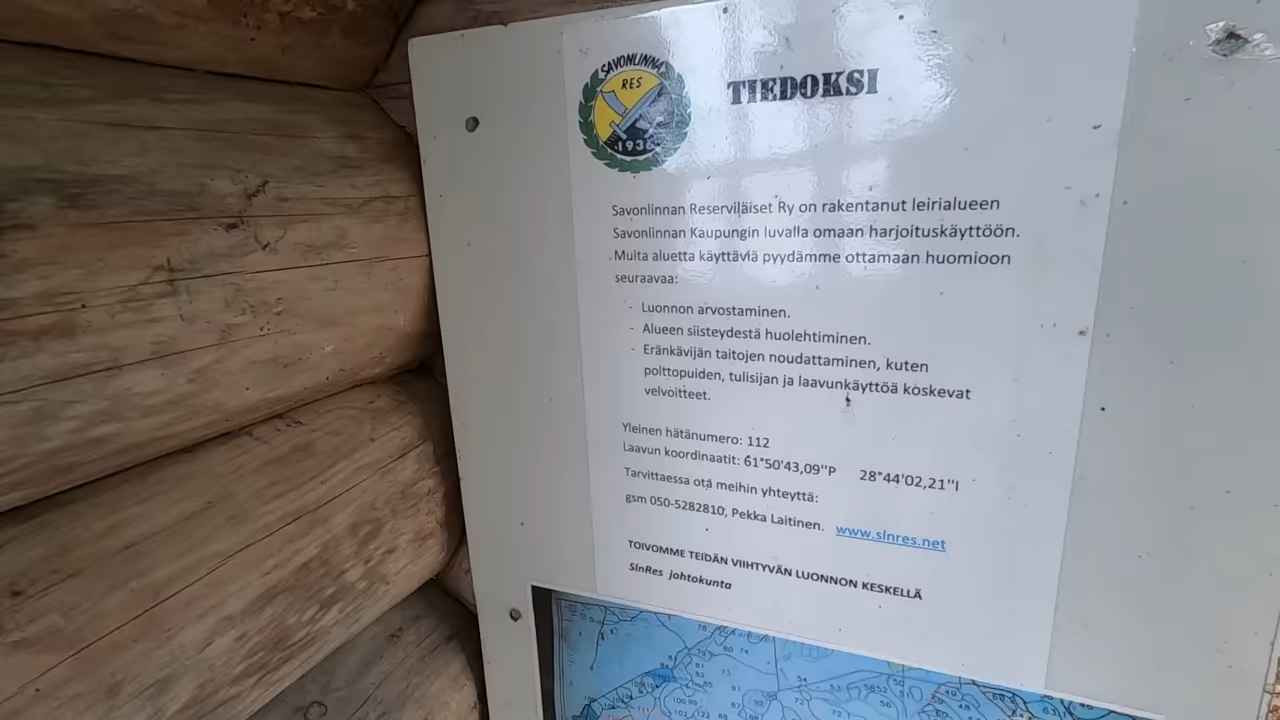 SAVONLINNA
RES
1936
TIEDOKSI
Savonlinnan Reserviläiset Ry on rakentanut leirialueen
Savonlinnan Kaupungin luvalla omaan harjoituskäyttöön.
Muita aluetta käyttäviä pyydämme ottamaan huomioon
seuraavaa:
- Luonnon arvostaminen.
- Alueen siisteydestä huolehtiminen.
- Eränkävijän taitojen noudattaminen, kuten
polttopuiden, tulisijan ja laavunkäyttöä koskevat
velvoitteet.
Yleinen hätänumero: 112
Laavun koordinaatit: 61°50'43,09''P 28°44'02,21''I
Tarvittaessa ota meihin yhteyttä:
gsm 050-5282810, Pekka Laitinen. www.slnres.net
TOIVOMME TEIDÄN VIIHTYVÄN LUONNON KESKELLÄ
SlnRes johtokunta